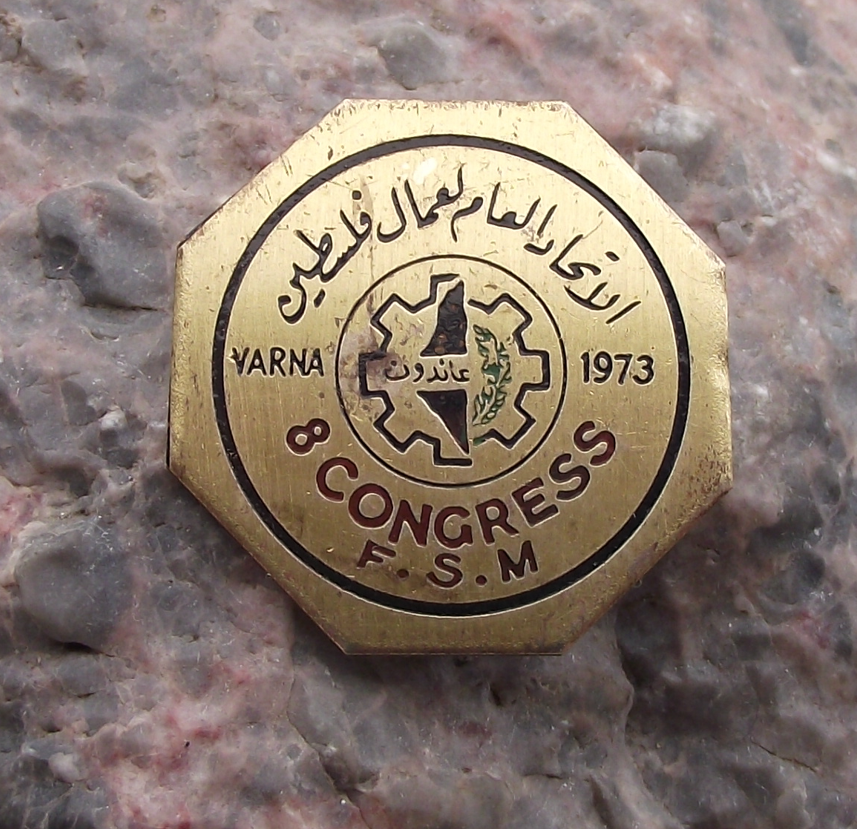 الاتحاد العام لعمال فلسطين
VARNA
عائدون
1973
8 CONGRESS
F.S.M